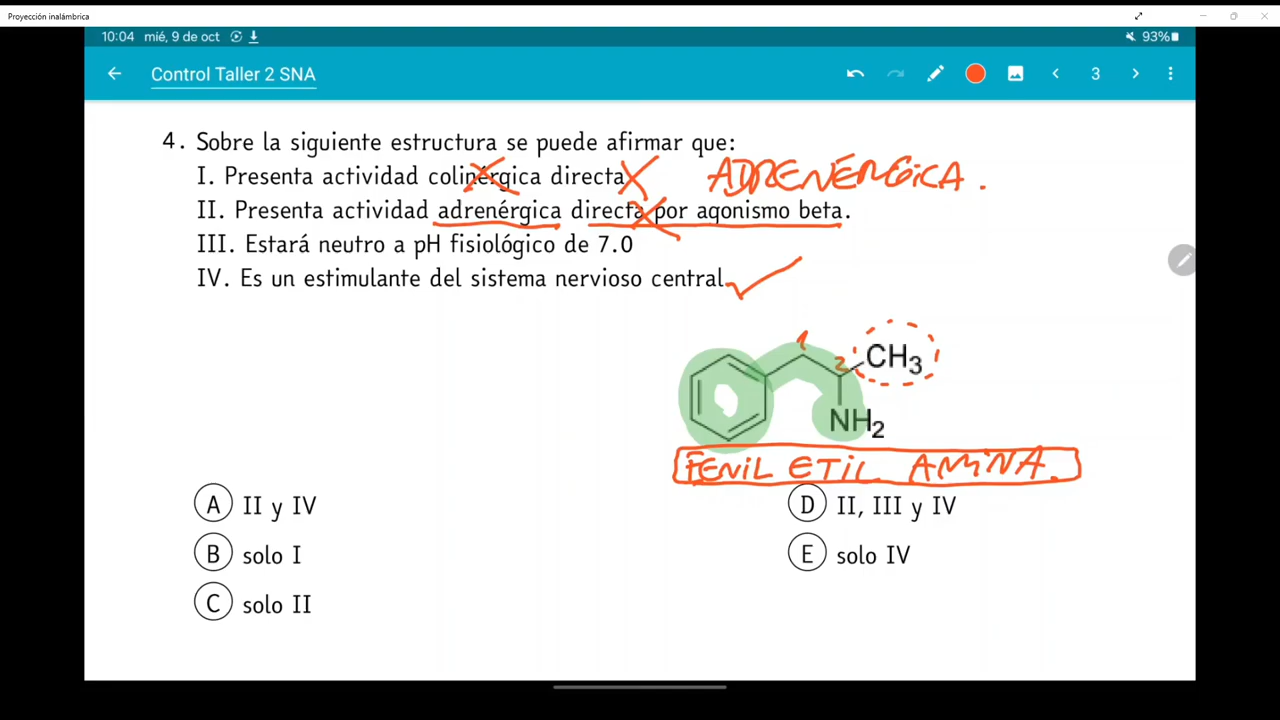 Proyección inalámbrica
10:04 mié, 9 de oct 93%
Control Taller 2 SNA 3
4. Sobre la siguiente estructura se puede afirmar que:
I. Presenta actividad colinérgica directa ADRENERGICA.
II. Presenta actividad adrenérgica directa por agonismo beta.
III. Estará neutro a pH fisiológico de 7.0
IV. Es un estimulante del sistema nervioso central
1
2 CH3
NH2
FENIL ETIL AMINA.
A II y IV
B solo I
C solo II
D II, III y IV
E solo IV